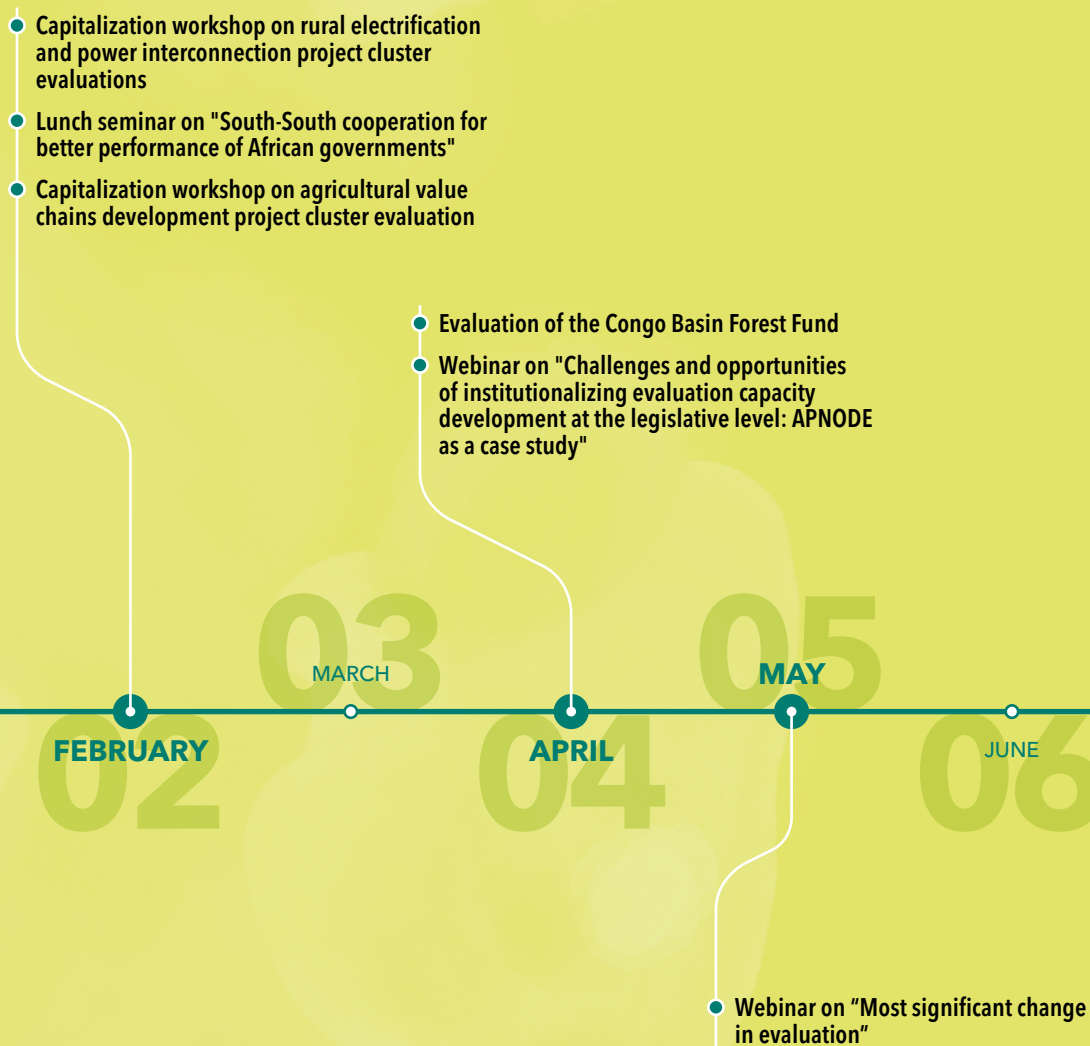 Capitalization workshop on rural electrification
and power interconnection project cluster
evaluations
Lunch seminar on "South-South cooperation for
better performance of African governments"
Capitalization workshop on agricultural value
chains development project cluster evaluation
Evaluation of the Congo Basin Forest Fund
Webinar on "Challenges and opportunities
of institutionalizing evaluation capacity
development at the legislative level: APNODE
as a case study"
03
MARCH
05
MAY
FEBRUARY
02
APRIL
04
JUNE
06
Webinar on “Most significant change
in evaluation”